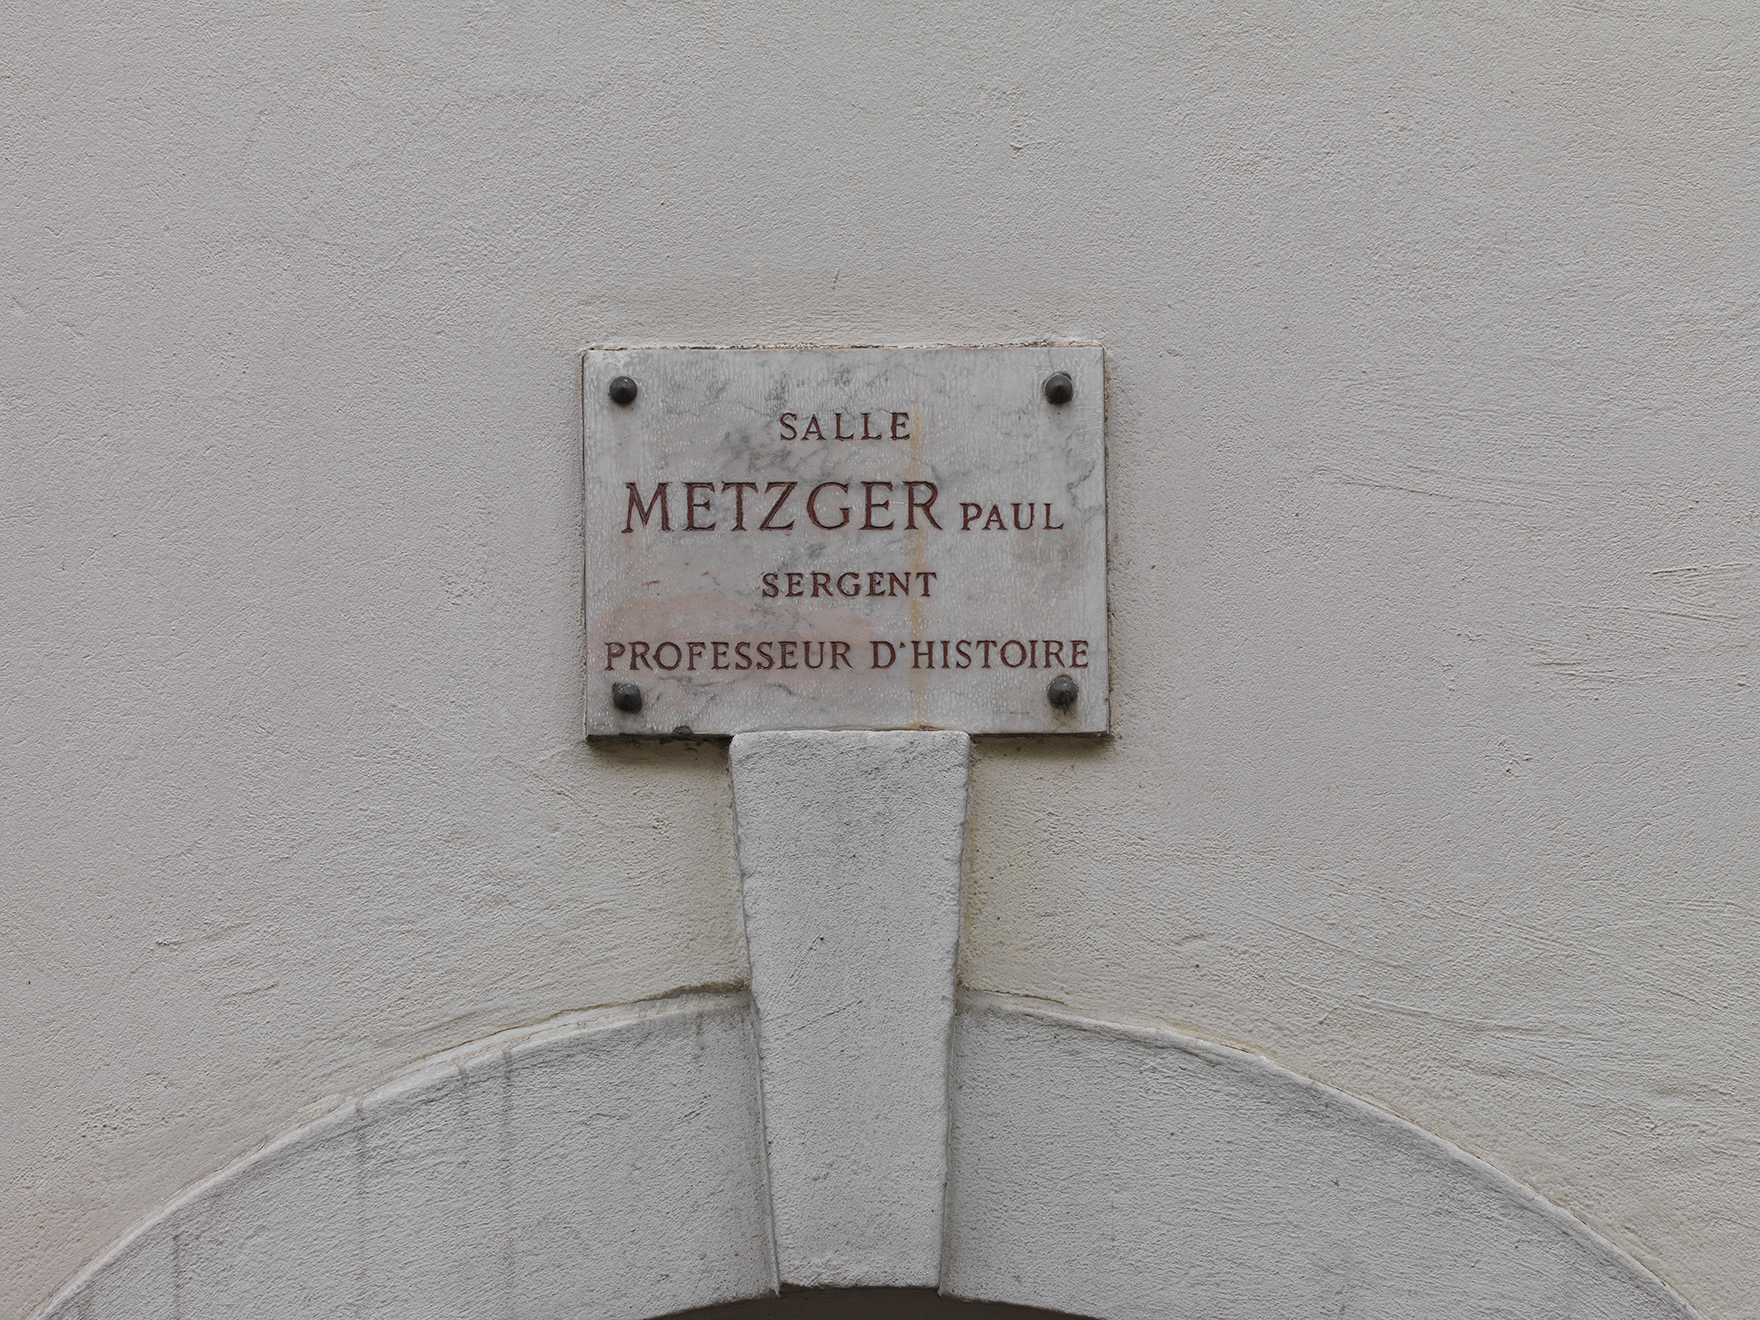 SALLE
METZGER PAUL
SERGENT
PROFESSEUR D'HISTOIRE